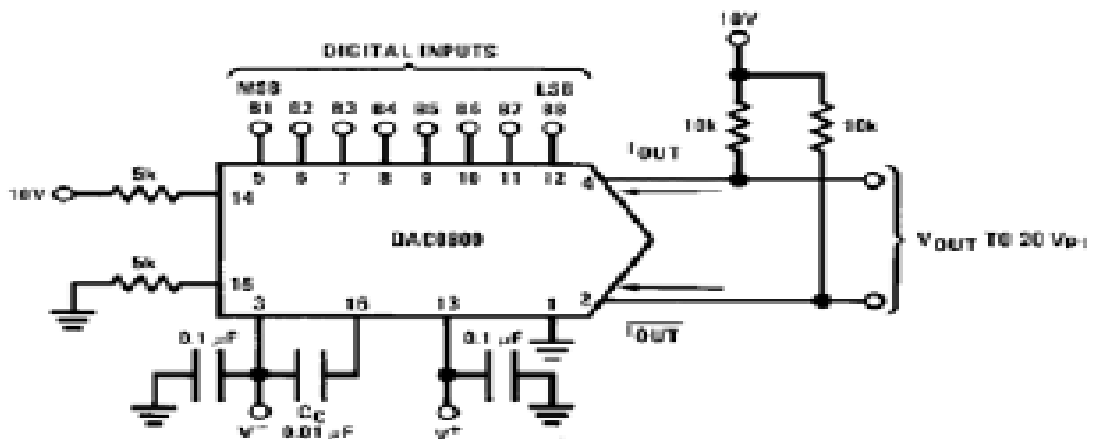 10V
DIGITAL INPUTS
MSB LSB
B1 B2 B3 B4 B5 B6 B7 B8
10k 10k
IOUT
5k
5 6 7 8 9 10 11 12 4
10V 14
DAC0800
VOUT TO 20 
5k
15
3 16 13 1 2
IOUT
0.1 µF 0.1 µF
CC
V- 0.01 µF V+